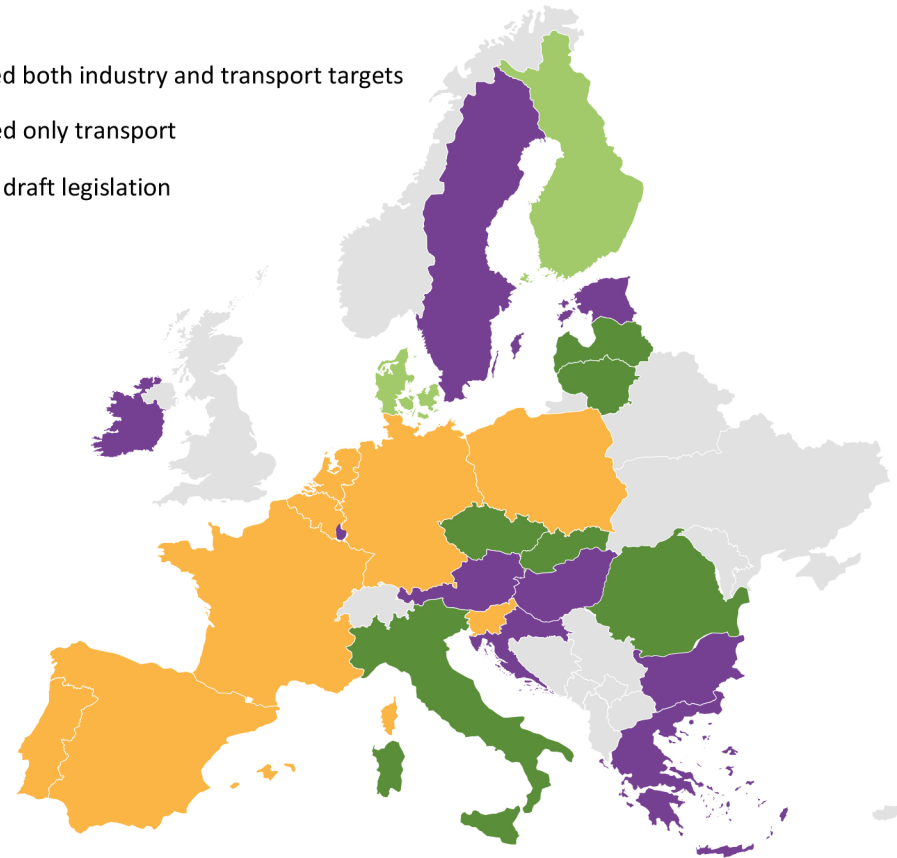 ed both industry and transport targets
ed only transport
draft legislation